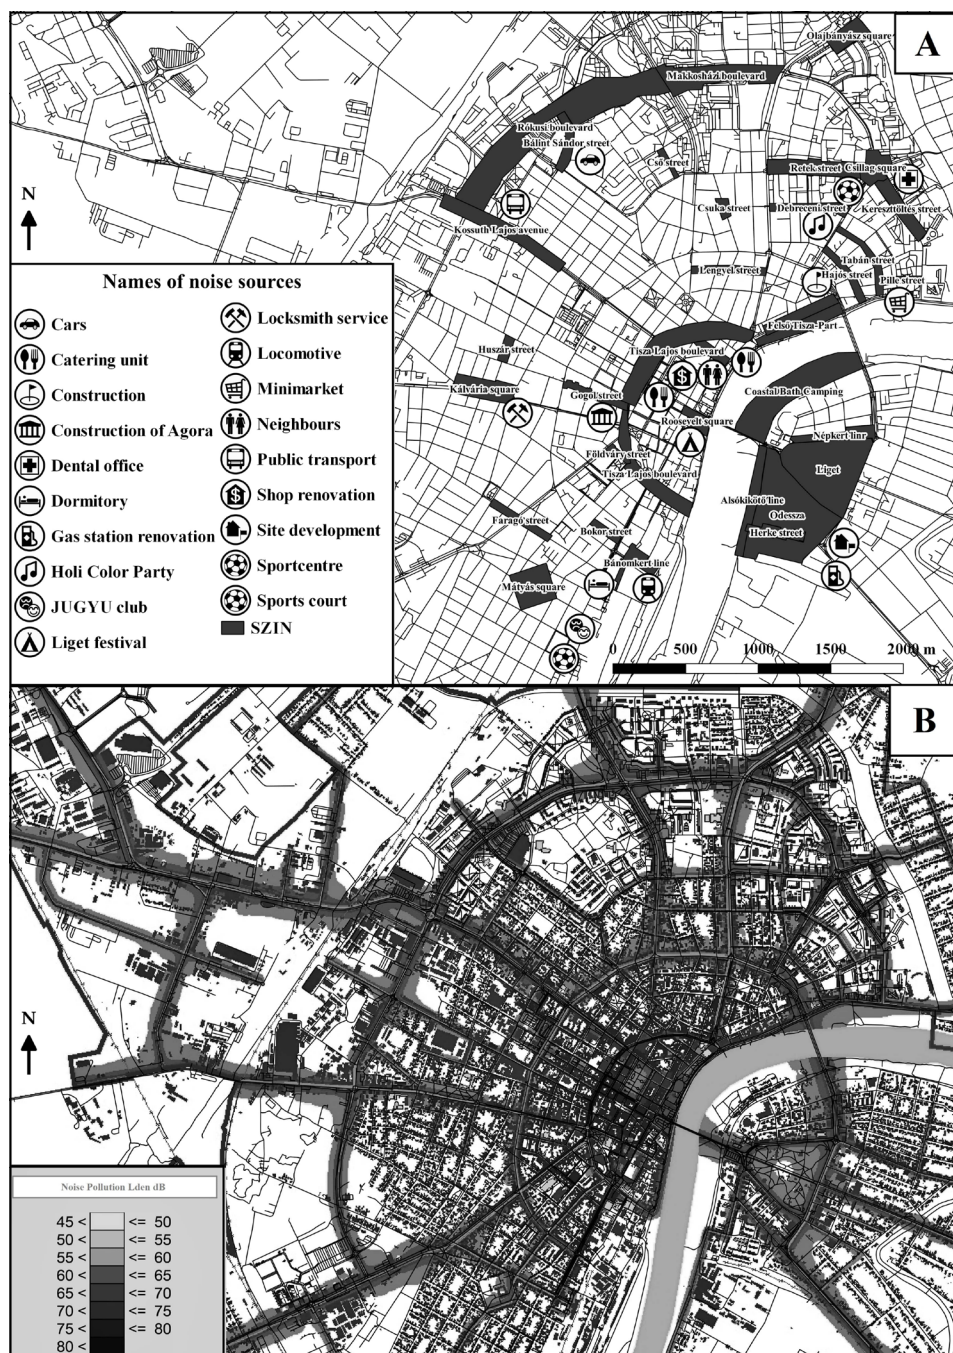 A
Olajbányász square
Makkosházi boulevard
Rókusi boulevard
Bálint Sándor street
Cső street
Retek street
Csillag square
Csuka street
Debreceni street
Kereszttöltés street
Kossuth Lajos avenue
Tabán street
Lengyel street
Hajós street
Pille street
Felső Tisza-Part
Huszár street
Tisza Lajos boulevard
Kálvária square
Gogol street
Coastal Bath Camping
Roosevelt square
Népkert linr
Földváry street
Tisza Lajos boulevard
Liget
Alsókikötő line
Odessza
Faragó street
Bokor street
Herke street
Bánomkert line
Mátyás square
N
Names of noise sources
Cars
Catering unit
Construction
Construction of Agora
Dental office
Dormitory
Gas station renovation
Holi Color Party
JUGYU club
Liget festival
Locksmith service
Locomotive
Minimarket
Neighbours
Public transport
Shop renovation
Site development
Sportcentre
Sports court
SZIN
0 500 1000 1500 2000 m
B
N
Noise Pollution Lden dB
45 < <= 50
50 < <= 55
55 < <= 60
60 < <= 65
65 < <= 70
70 < <= 75
75 < <= 80
80 <